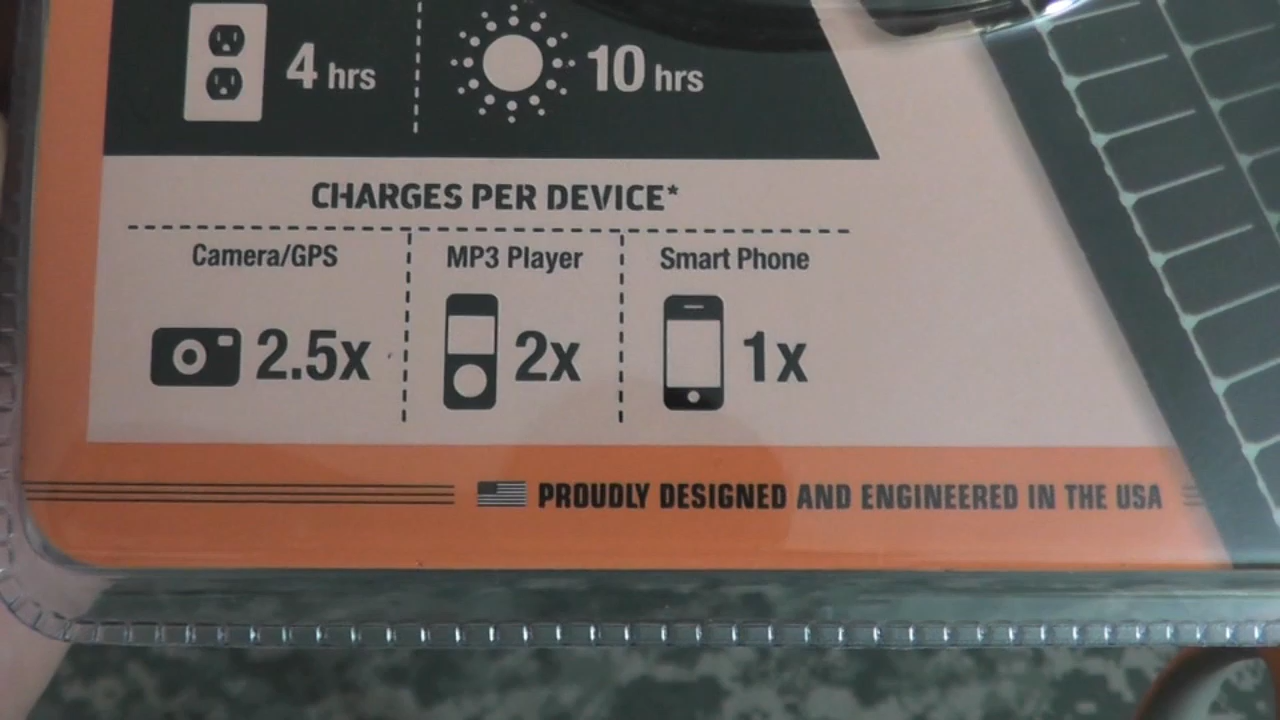 4 hrs
10 hrs
CHARGES PER DEVICE*
Camera/GPS
MP3 Player
Smart Phone
2.5x
2x
1x
PROUDLY DESIGNED AND ENGINEERED IN THE USA